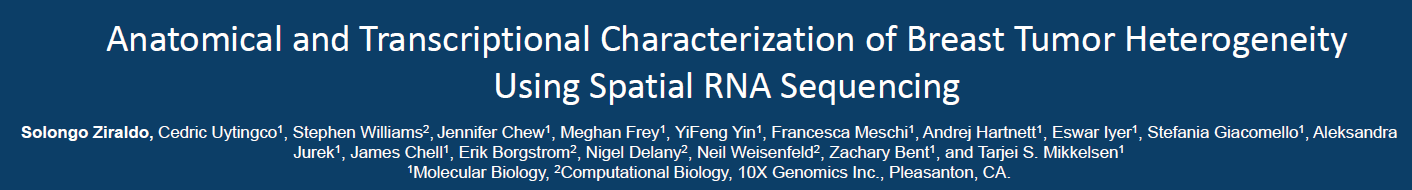 Anatomical and Transcriptional Characterization of Breast Tumor Heterogeneity
Using Spatial RNA Sequencing
Solongo Ziraldo, Cedric Uytingco¹, Stephen Williams², Jennifer Chew¹, Meghan Frey¹, YiFeng Yin¹, Francesca Meschi¹, Andrej Hartnett¹, Eswar Iyer¹, Stefania Giacomello¹, Aleksandra
Jurek¹, James Chell¹, Erik Borgstrom², Nigel Delany², Neil Weisenfeld², Zachary Bent¹, and Tarjei S. Mikkelsen¹
¹Molecular Biology, ²Computational Biology, 10X Genomics Inc., Pleasanton, CA.